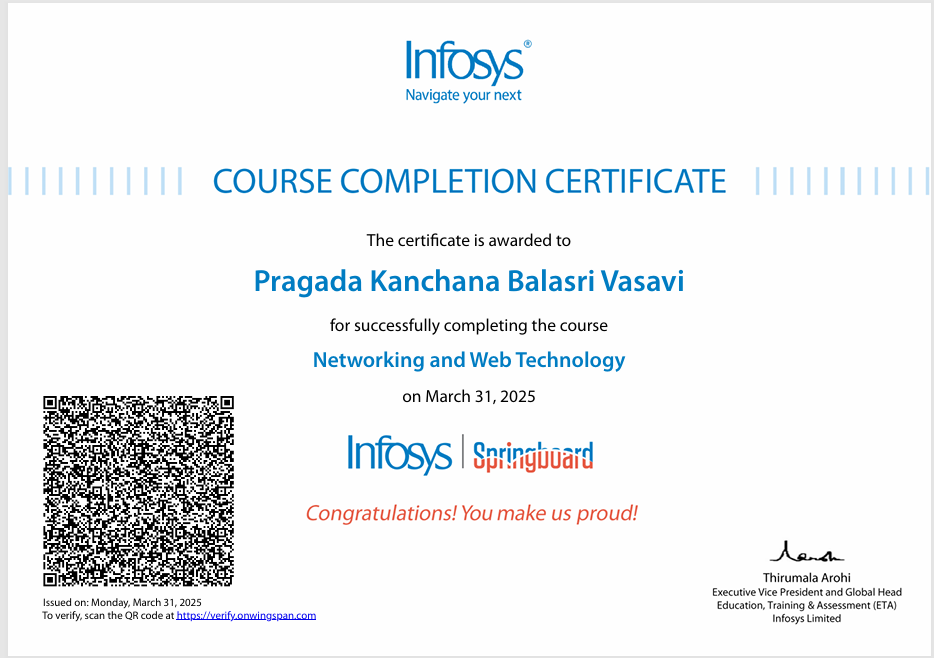 Infosys®
Navigate your next
COURSE COMPLETION CERTIFICATE
The certificate is awarded to
Pragada Kanchana Balasri Vasavi
for successfully completing the course
Networking and Web Technology
on March 31, 2025
Infosys | Springboard
Congratulations! You make us proud!
Issued on: Monday, March 31, 2025
To verify, scan the QR code at https://verify.onwingspan.com
Thirumala Arohi
Executive Vice President and Global Head
Education, Training & Assessment (ETA)
Infosys Limited